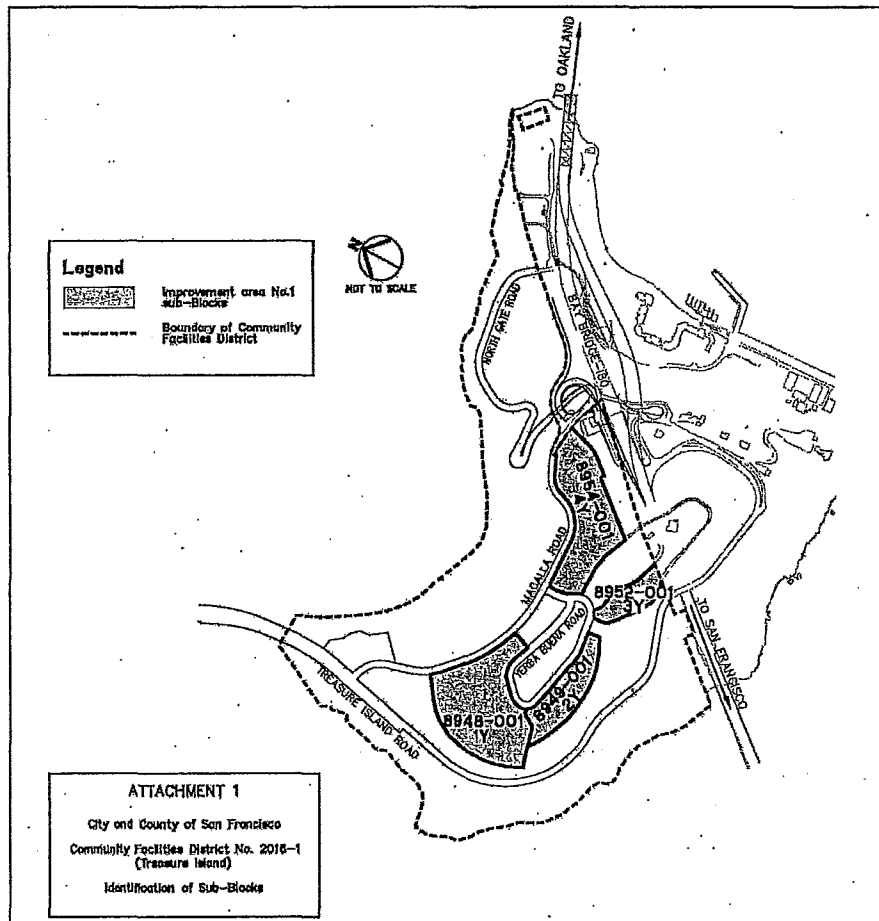 TO OAKLAND
Legend
Improvement area No.1
sub-Blocks
Boundary of Community
Facilities District
N
NOT TO SCALE
NORTH GATE ROAD
BAY BRIDGE-I80
8954-001
4Y
MACALLA ROAD
8952-001
3Y
YERBA BUENA ROAD
TO SAN FRANCISCO
TREASURE ISLAND ROAD
8948-001
1Y
8949-001
2Y
ATTACHMENT 1
City and County of San Francisco
Community Facilities District No. 2016-1
(Treasure Island)
Identification of Sub-Blocks